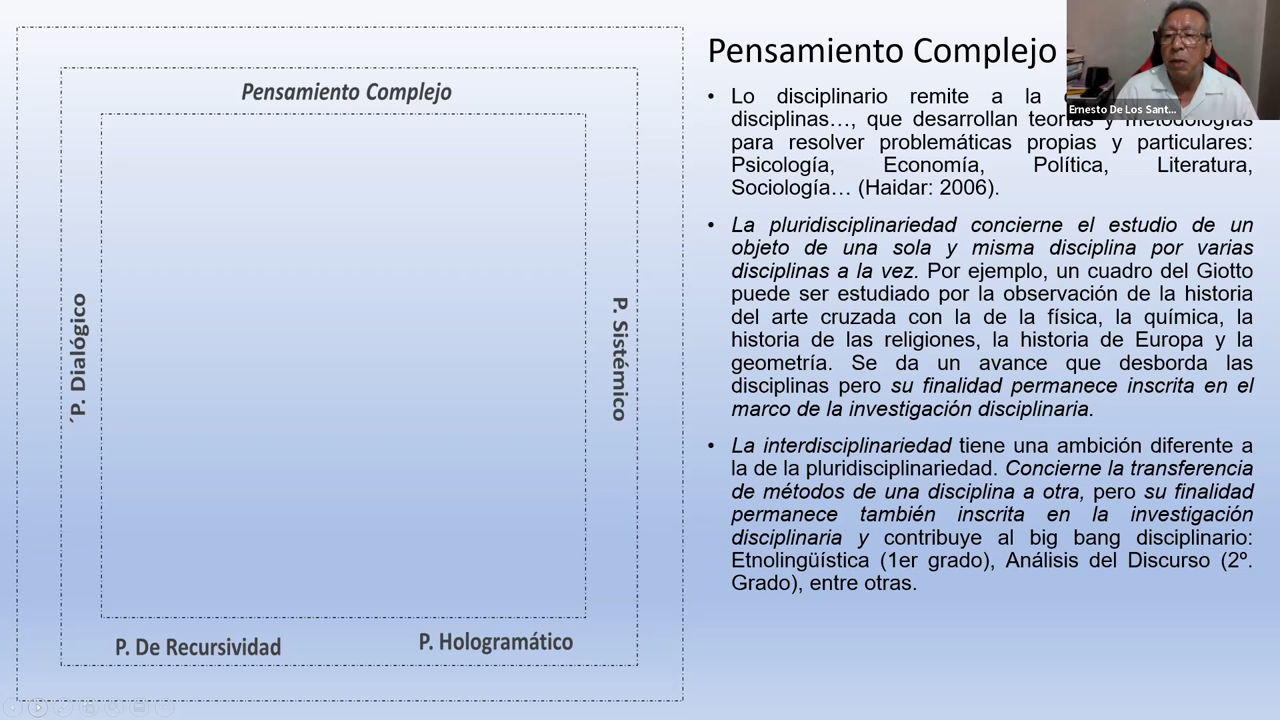 Pensamiento Complejo
´P. Dialógico
P. Sistémico
P. De Recursividad
P. Hologramático
Pensamiento Complejo
Ernesto De Los Sant...
• Lo disciplinario remite a la
disciplinas…, que desarrollan teorías y metodologías
para resolver problemáticas propias y particulares:
Psicología, Economía, Política, Literatura,
Sociología… (Haidar: 2006).
• La pluridisciplinariedad concierne el estudio de un
objeto de una sola y misma disciplina por varias
disciplinas a la vez. Por ejemplo, un cuadro del Giotto
puede ser estudiado por la observación de la historia
del arte cruzada con la de la física, la química, la
historia de las religiones, la historia de Europa y la
geometría. Se da un avance que desborda las
disciplinas pero su finalidad permanece inscrita en el
marco de la investigación disciplinaria.
• La interdisciplinariedad tiene una ambición diferente a
la de la pluridisciplinariedad. Concierne la transferencia
de métodos de una disciplina a otra, pero su finalidad
permanece también inscrita en la investigación
disciplinaria y contribuye al big bang disciplinario:
Etnolingüística (1er grado), Análisis del Discurso (2º.
Grado), entre otras.